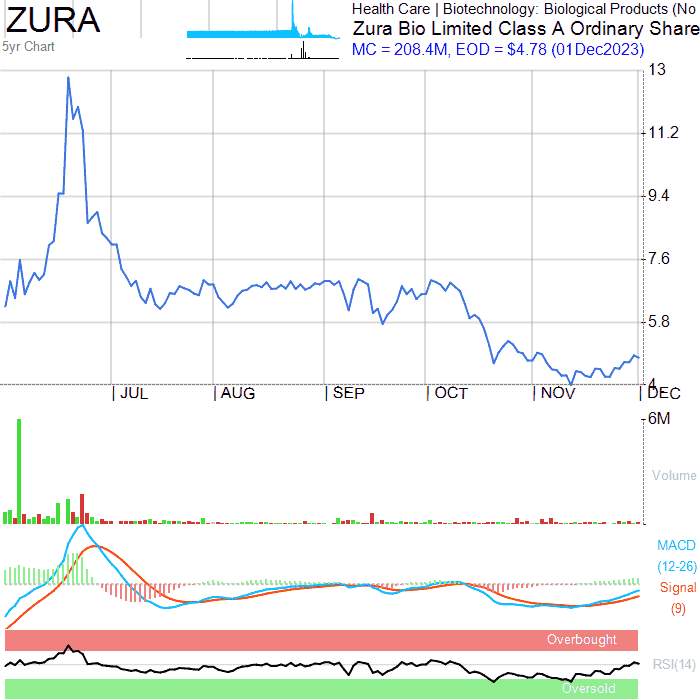 ZURA
5yr Chart
Health Care | Biotechnology: Biological Products (No
Zura Bio Limited Class A Ordinary Share
MC = 208.4M, EOD = $4.78 (01Dec2023)
13
11.2
9.4
7.6
5.8
4
| JUL | AUG | SEP | OCT | NOV | DEC
6M
Volume
MACD
(12-26)
Signal
(9)
Overbought
RSI(14)
Oversold